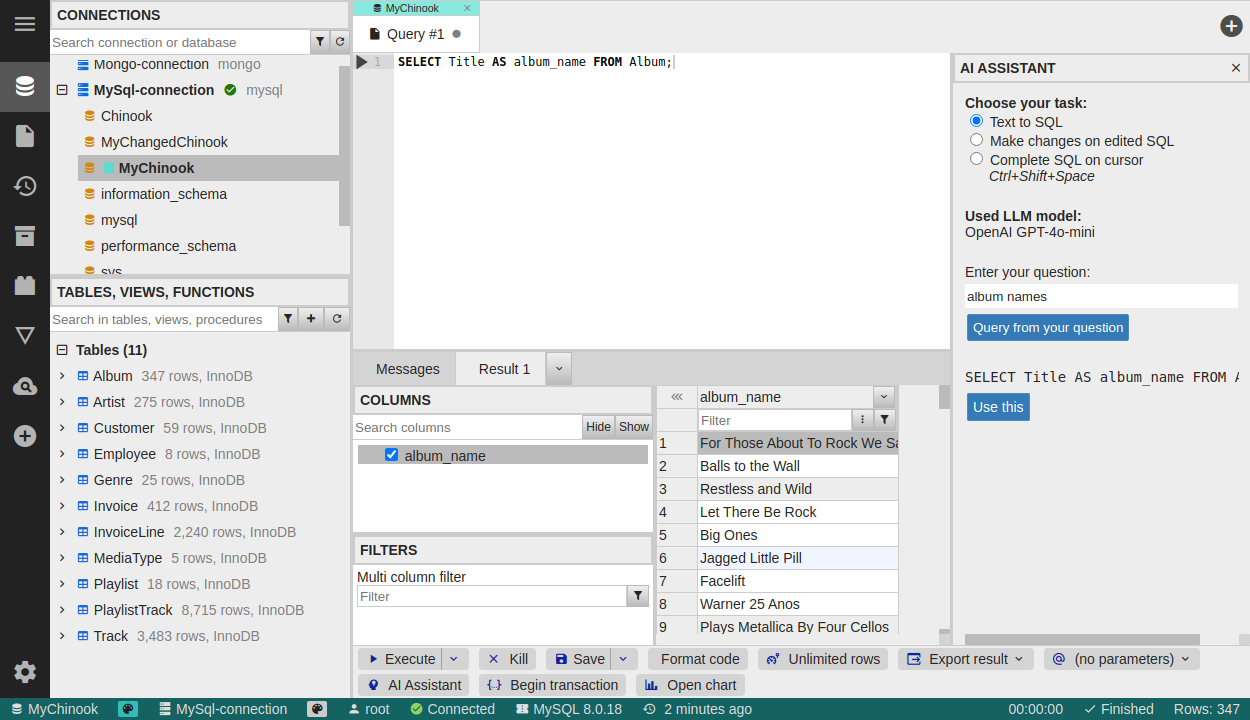 CONNECTIONS
Search connection or database
Mongo-connection mongo
MySql-connection mysql
Chinook
MyChangedChinook
MyChinook
information_schema
mysql
performance_schema
sys
TABLES, VIEWS, FUNCTIONS
Search in tables, views, procedures
Tables (11)
Album 347 rows, InnoDB
Artist 275 rows, InnoDB
Customer 59 rows, InnoDB
Employee 8 rows, InnoDB
Genre 25 rows, InnoDB
Invoice 412 rows, InnoDB
InvoiceLine 2,240 rows, InnoDB
MediaType 5 rows, InnoDB
Playlist 18 rows, InnoDB
PlaylistTrack 8,715 rows, InnoDB
Track 3,483 rows, InnoDB
MyChinook
Query #1
1 SELECT Title AS album_name FROM Album;
Messages Result 1
COLUMNS
Search columns Hide Show
album_name
FILTERS
Multi column filter
Filter
album_name
Filter
1 For Those About To Rock We Sa
2 Balls to the Wall
3 Restless and Wild
4 Let There Be Rock
5 Big Ones
6 Jagged Little Pill
7 Facelift
8 Warner 25 Anos
9 Plays Metallica By Four Cellos
AI ASSISTANT
Choose your task:
Text to SQL
Make changes on edited SQL
Complete SQL on cursor
Ctrl+Shift+Space
Used LLM model:
OpenAI GPT-4o-mini
Enter your question:
album names
Query from your question
SELECT Title AS album_name FROM A
Use this
Execute Kill Save Format code Unlimited rows Export result (no parameters)
AI Assistant Begin transaction Open chart
MyChinook MySql-connection root Connected MySQL 8.0.18 2 minutes ago 00:00:00 Finished Rows: 347